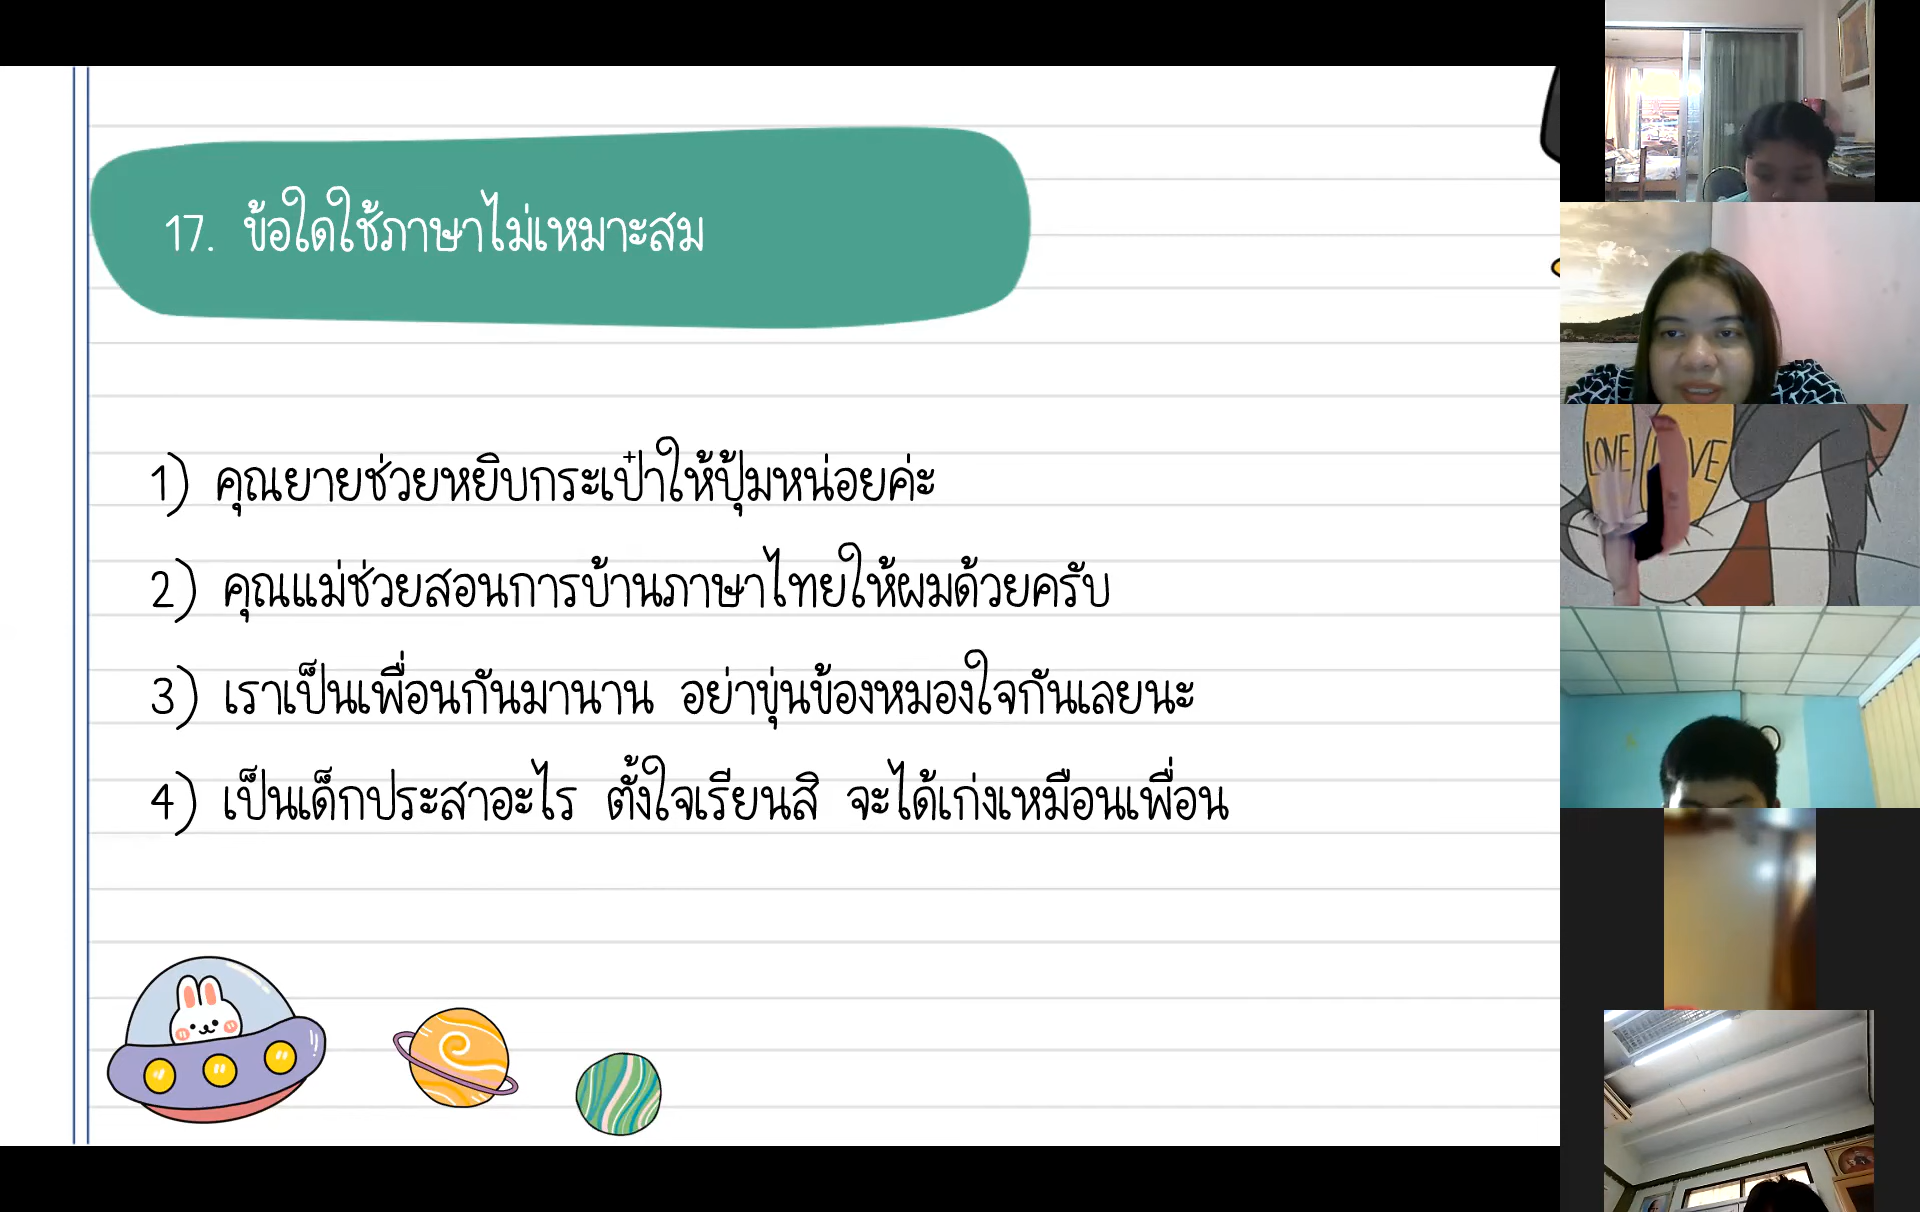 17. ข้อใดใช้ภาษาไม่เหมาะสม
1) คุณยายช่วยหยิบกระเป๋าให้ปุ้มหน่อยค่ะ
2) คุณแม่ช่วยสอนการบ้านภาษาไทยให้ผมด้วยครับ
3) เราเป็นเพื่อนกันมานาน อย่าขุ่นข้องหมองใจกันเลยนะ
4) เป็นเด็กประสาอะไร ตั้งใจเรียนสิ จะได้เก่งเหมือนเพื่อน
LOVE